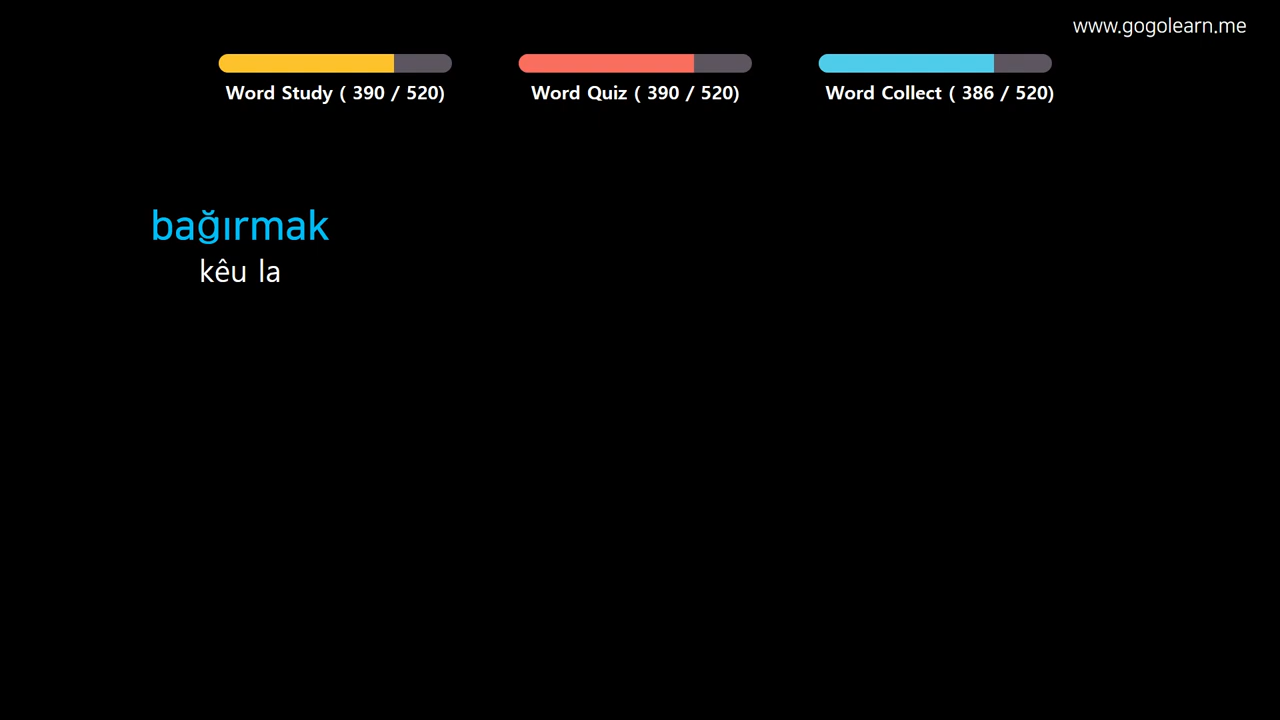 www.gogolearn.me
Word Study ( 390 / 520)
Word Quiz ( 390 / 520)
Word Collect ( 386 / 520)
bağırmak
kêu la